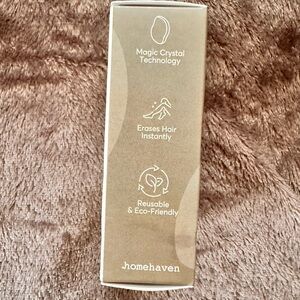 Magic Crystal
Technology
Erases Hair
Instantly
Reusable
& Eco-Friendly
homehaven